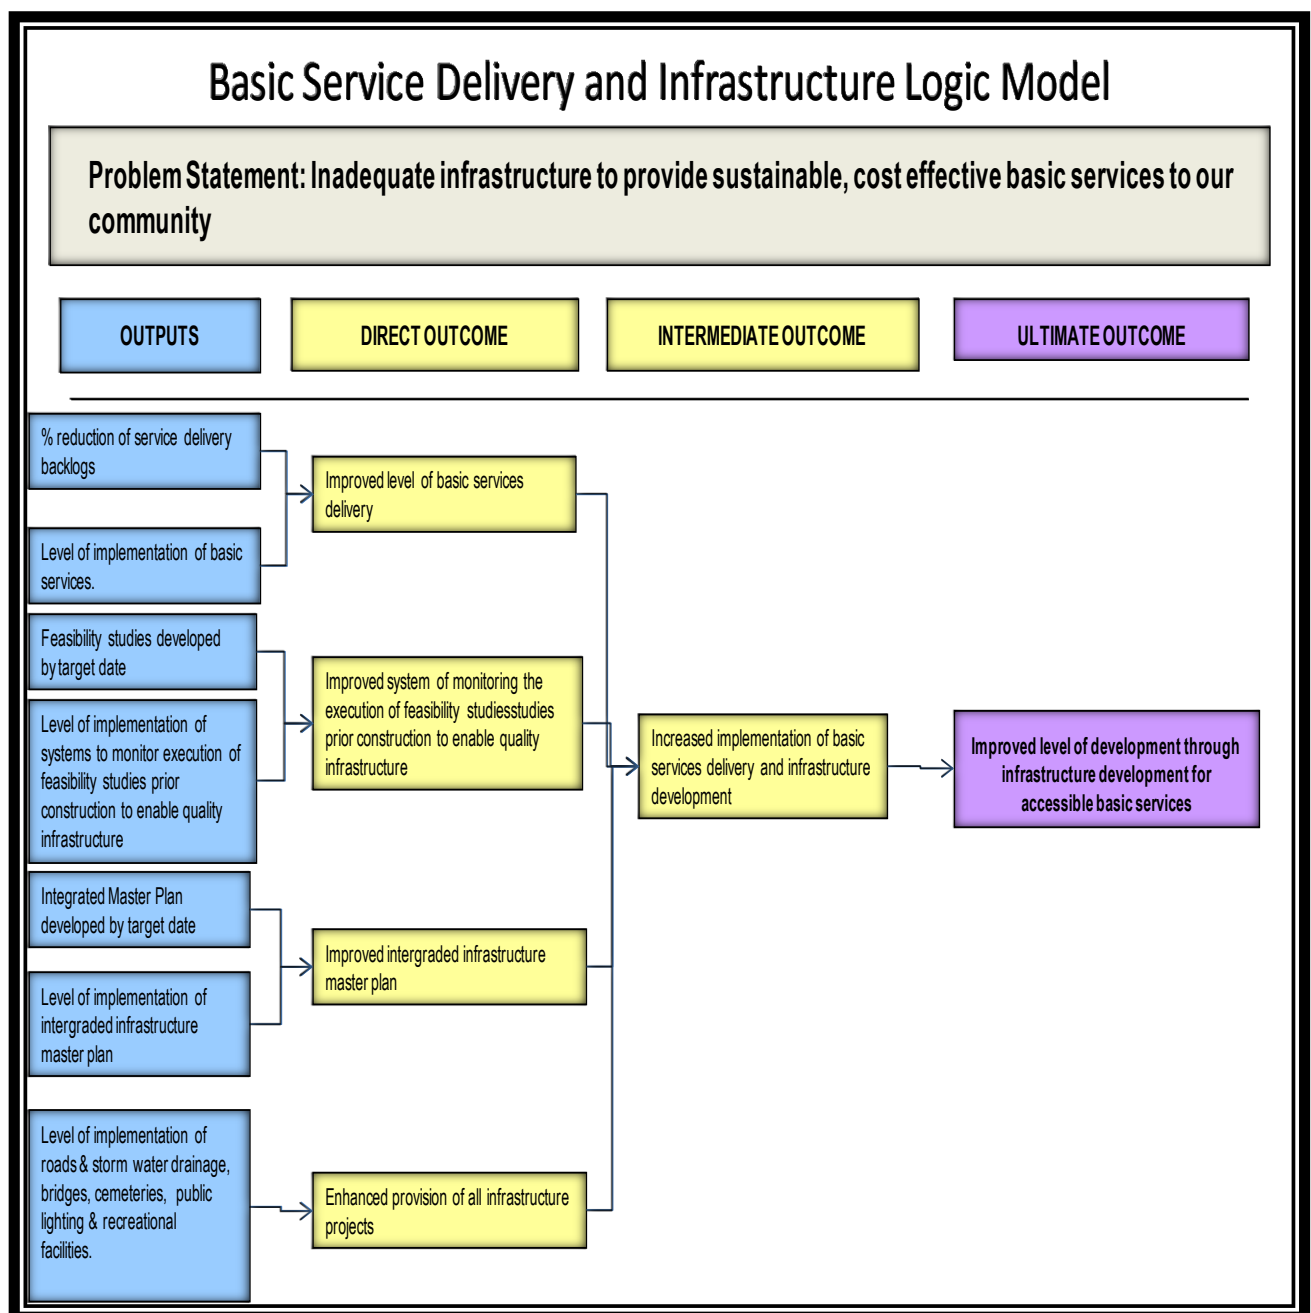 Basic Service Delivery and Infrastructure Logic Model
Problem Statement: Inadequate infrastructure to provide sustainable, cost effective basic services to our
community
OUTPUTS
DIRECT OUTCOME
INTERMEDIATE OUTCOME
ULTIMATE OUTCOME
% reduction of service delivery
backlogs
Level of implementation of basic
services.
Feasibility studies developed
by target date
Level of implementation of
systems to monitor execution of
feasibility studies prior
construction to enable quality
infrastructure
Integrated Master Plan
developed by target date
Level of implementation of
intergraded infrastructure
master plan
Level of implementation of
roads & storm water drainage,
bridges, cemeteries, public
lighting & recreational
facilities.
Improved level of basic services
delivery
Improved system of monitoring the
execution of feasibility studiesstudies
prior construction to enable quality
infrastructure
Improved intergraded infrastructure
master plan
Enhanced provision of all infrastructure
projects
Increased implementation of basic
services delivery and infrastructure
development
Improved level of development through
infrastructure development for
accessible basic services